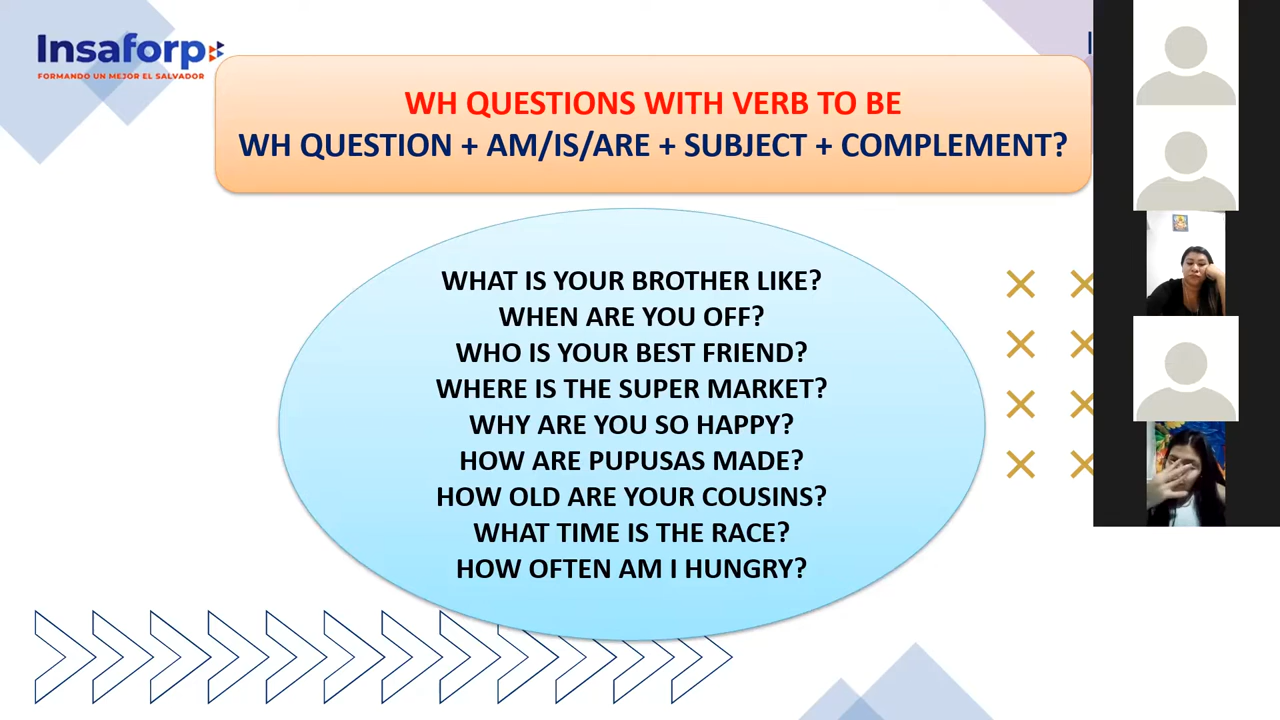 Insaforp
FORMANDO UN MEJOR EL SALVADOR
WH QUESTIONS WITH VERB TO BE
WH QUESTION + AM/IS/ARE + SUBJECT + COMPLEMENT?
WHAT IS YOUR BROTHER LIKE?
WHEN ARE YOU OFF?
WHO IS YOUR BEST FRIEND?
WHERE IS THE SUPER MARKET?
WHY ARE YOU SO HAPPY?
HOW ARE PUPUSAS MADE?
HOW OLD ARE YOUR COUSINS?
WHAT TIME IS THE RACE?
HOW OFTEN AM I HUNGRY?